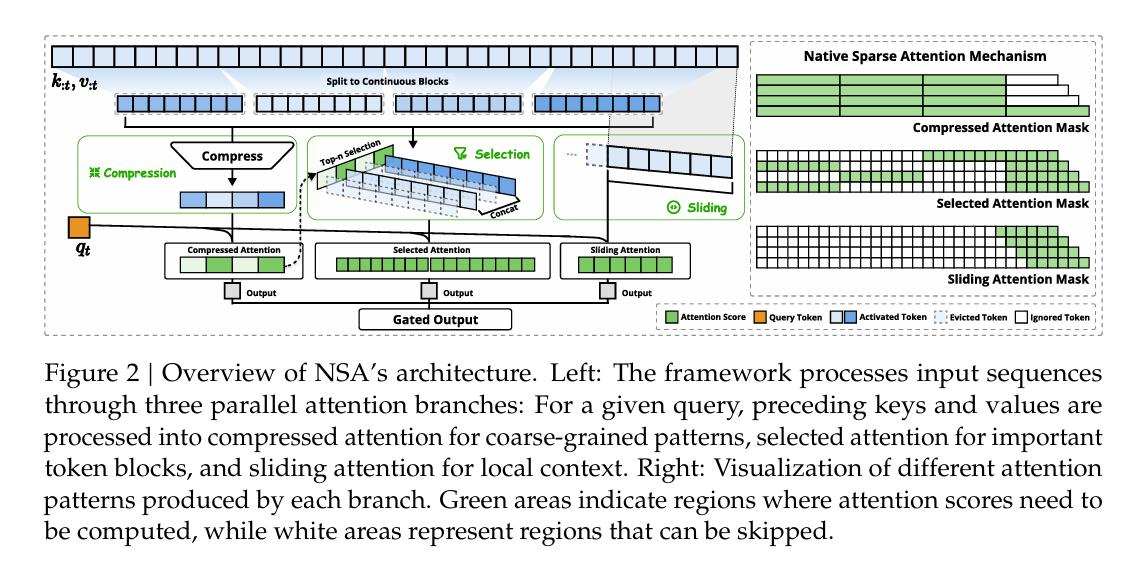 k:t, v:t
Split to Continuous Blocks
Compression
Compress
Top-n Selection
Selection
Concat
Sliding
qt
Compressed Attention
Selected Attention
Sliding Attention
Output
Output
Output
Gated Output
Native Sparse Attention Mechanism
Compressed Attention Mask
Selected Attention Mask
Sliding Attention Mask
Attention Score
Query Token
Activated Token
Evicted Token
Ignored Token
Figure 2 | Overview of NSA's architecture. Left: The framework processes input sequences
through three parallel attention branches: For a given query, preceding keys and values are
processed into compressed attention for coarse-grained patterns, selected attention for important
token blocks, and sliding attention for local context. Right: Visualization of different attention
patterns produced by each branch. Green areas indicate regions where attention scores need to
be computed, while white areas represent regions that can be skipped.